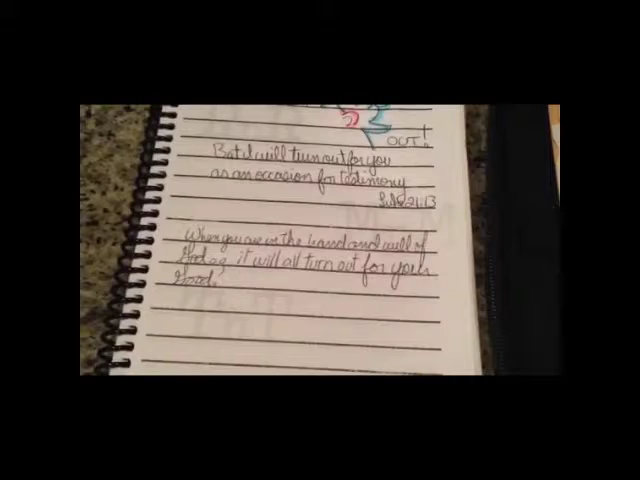 OUT!
But it will turn out for you
as an occasion for testimony
Luke 21:13
When you are in the hand and will of
God, it will all turn out for your
Good.